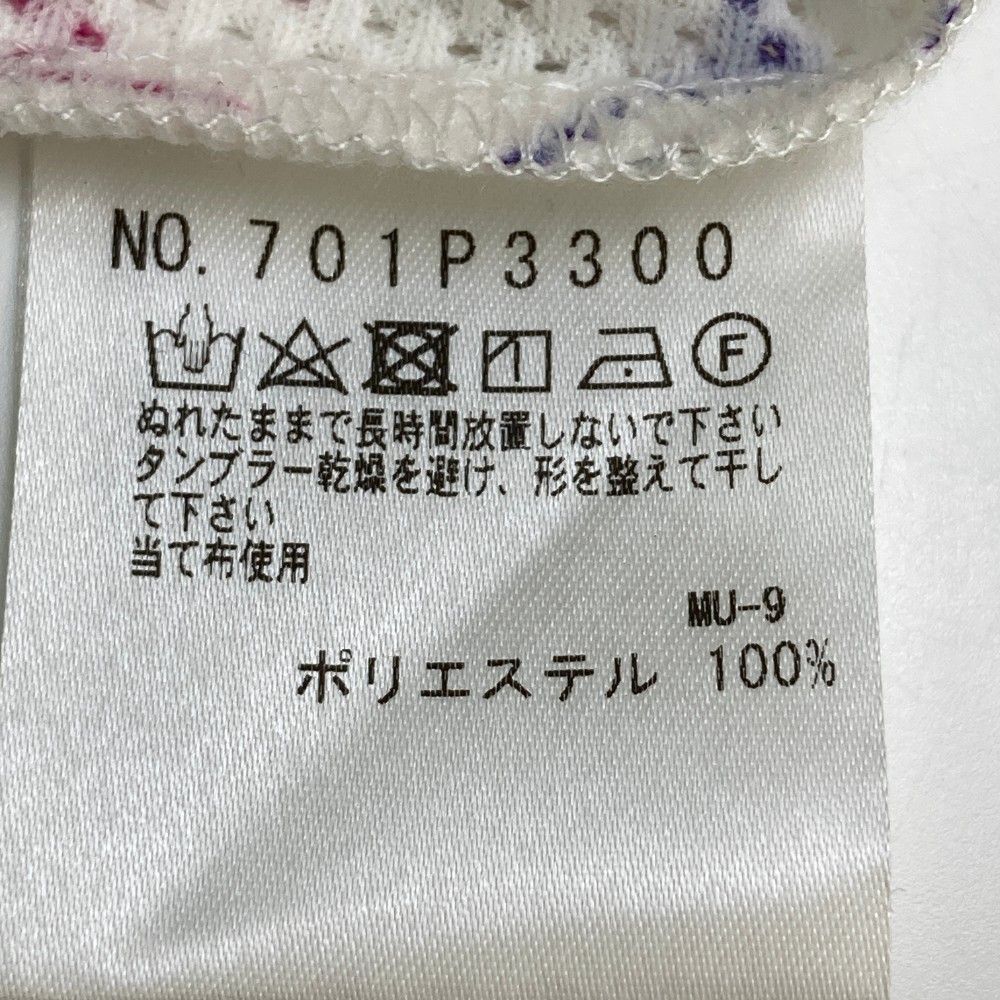 NO. 701P3300
F
ぬれたままで長時間放置しないで下さい
タンブラー乾燥を避け、形を整えて干し
て下さい
当て布使用
MU-9
ポリエステル 100%